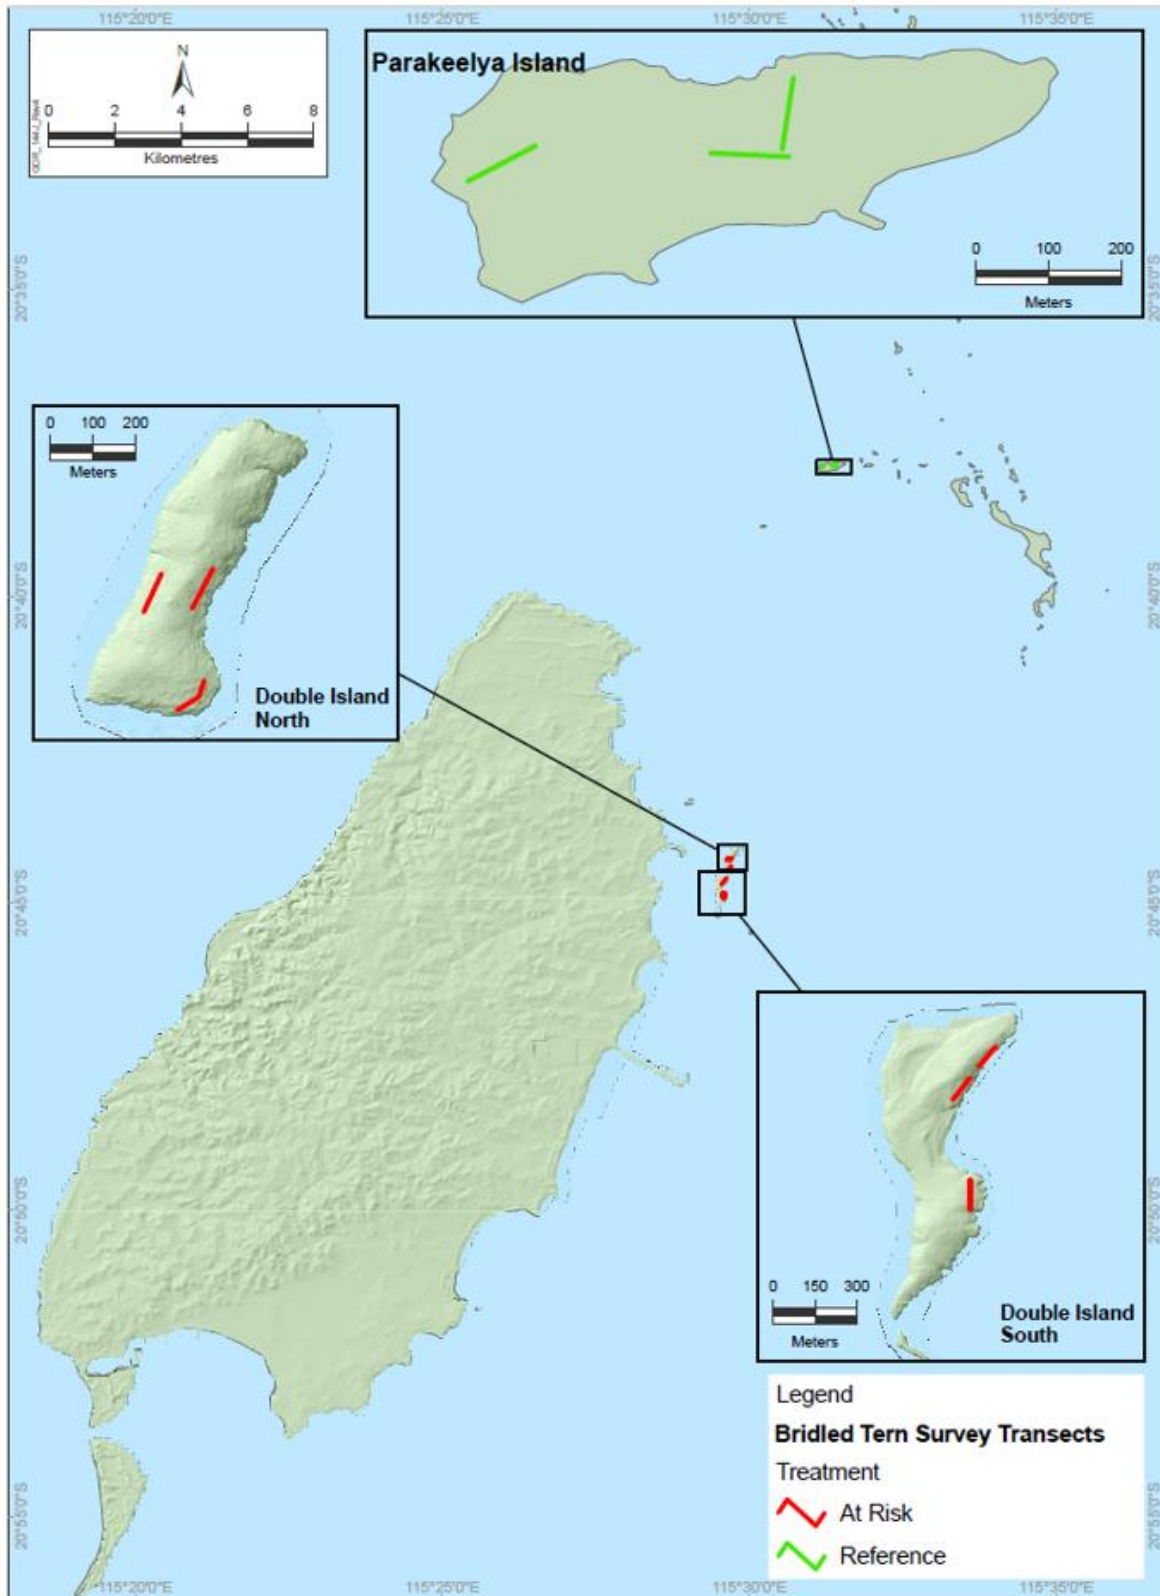 115°20'0"E 115°25'0"E 115°30'0"E 115°35'0"E
N
0 2 4 6 8
Kilometres
Parakeelya Island
0 100 200
Meters
20°35'0"S 20°35'0"S
0 100 200
Meters
Double Island
North
20°40'0"S 20°40'0"S
20°45'0"S 20°45'0"S
20°50'0"S 20°50'0"S
0 150 300
Meters
Double Island
South
Legend
Bridled Tern Survey Transects
Treatment
At Risk
Reference
20°55'0"S 20°55'0"S
115°20'0"E 115°25'0"E 115°30'0"E 115°35'0"E